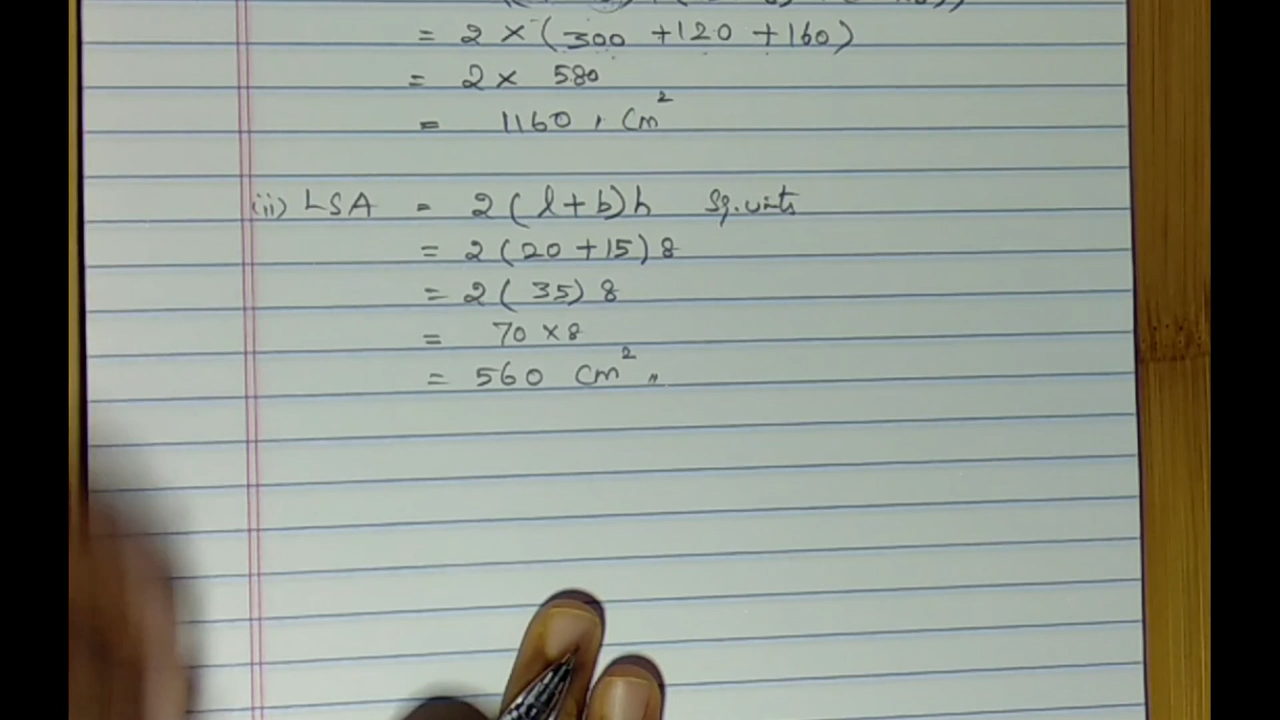 = 2 × (300 + 120 + 160)
= 2 × 580
= 1160, Cm²
(ii) LSA = 2(l+b)h Sq.units
= 2(20+15)8
= 2(35)8
= 70×8
= 560 Cm²〃